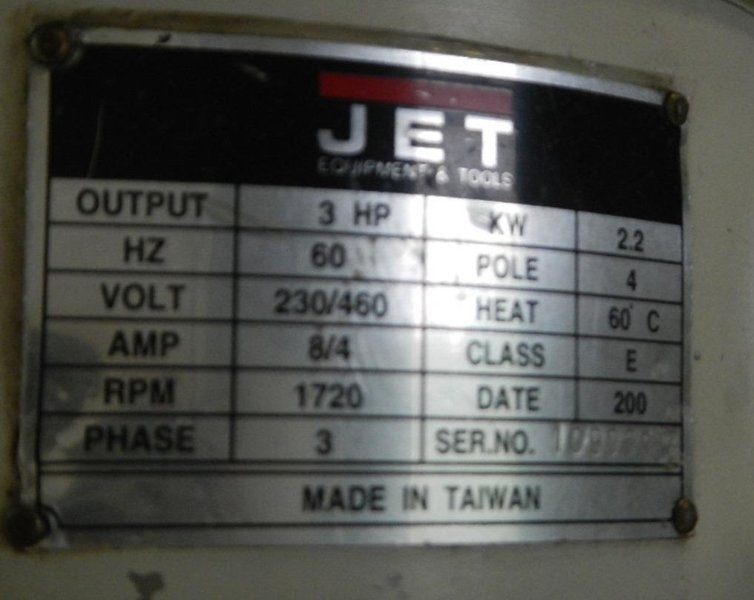 JET
EQUIPMENT & TOOLS
OUTPUT 3 HP KW 2.2
HZ 60 POLE 4
VOLT 230/460 HEAT 60° C
AMP 8/4 CLASS E
RPM 1720 DATE 200
PHASE 3 SER.NO.
MADE IN TAIWAN